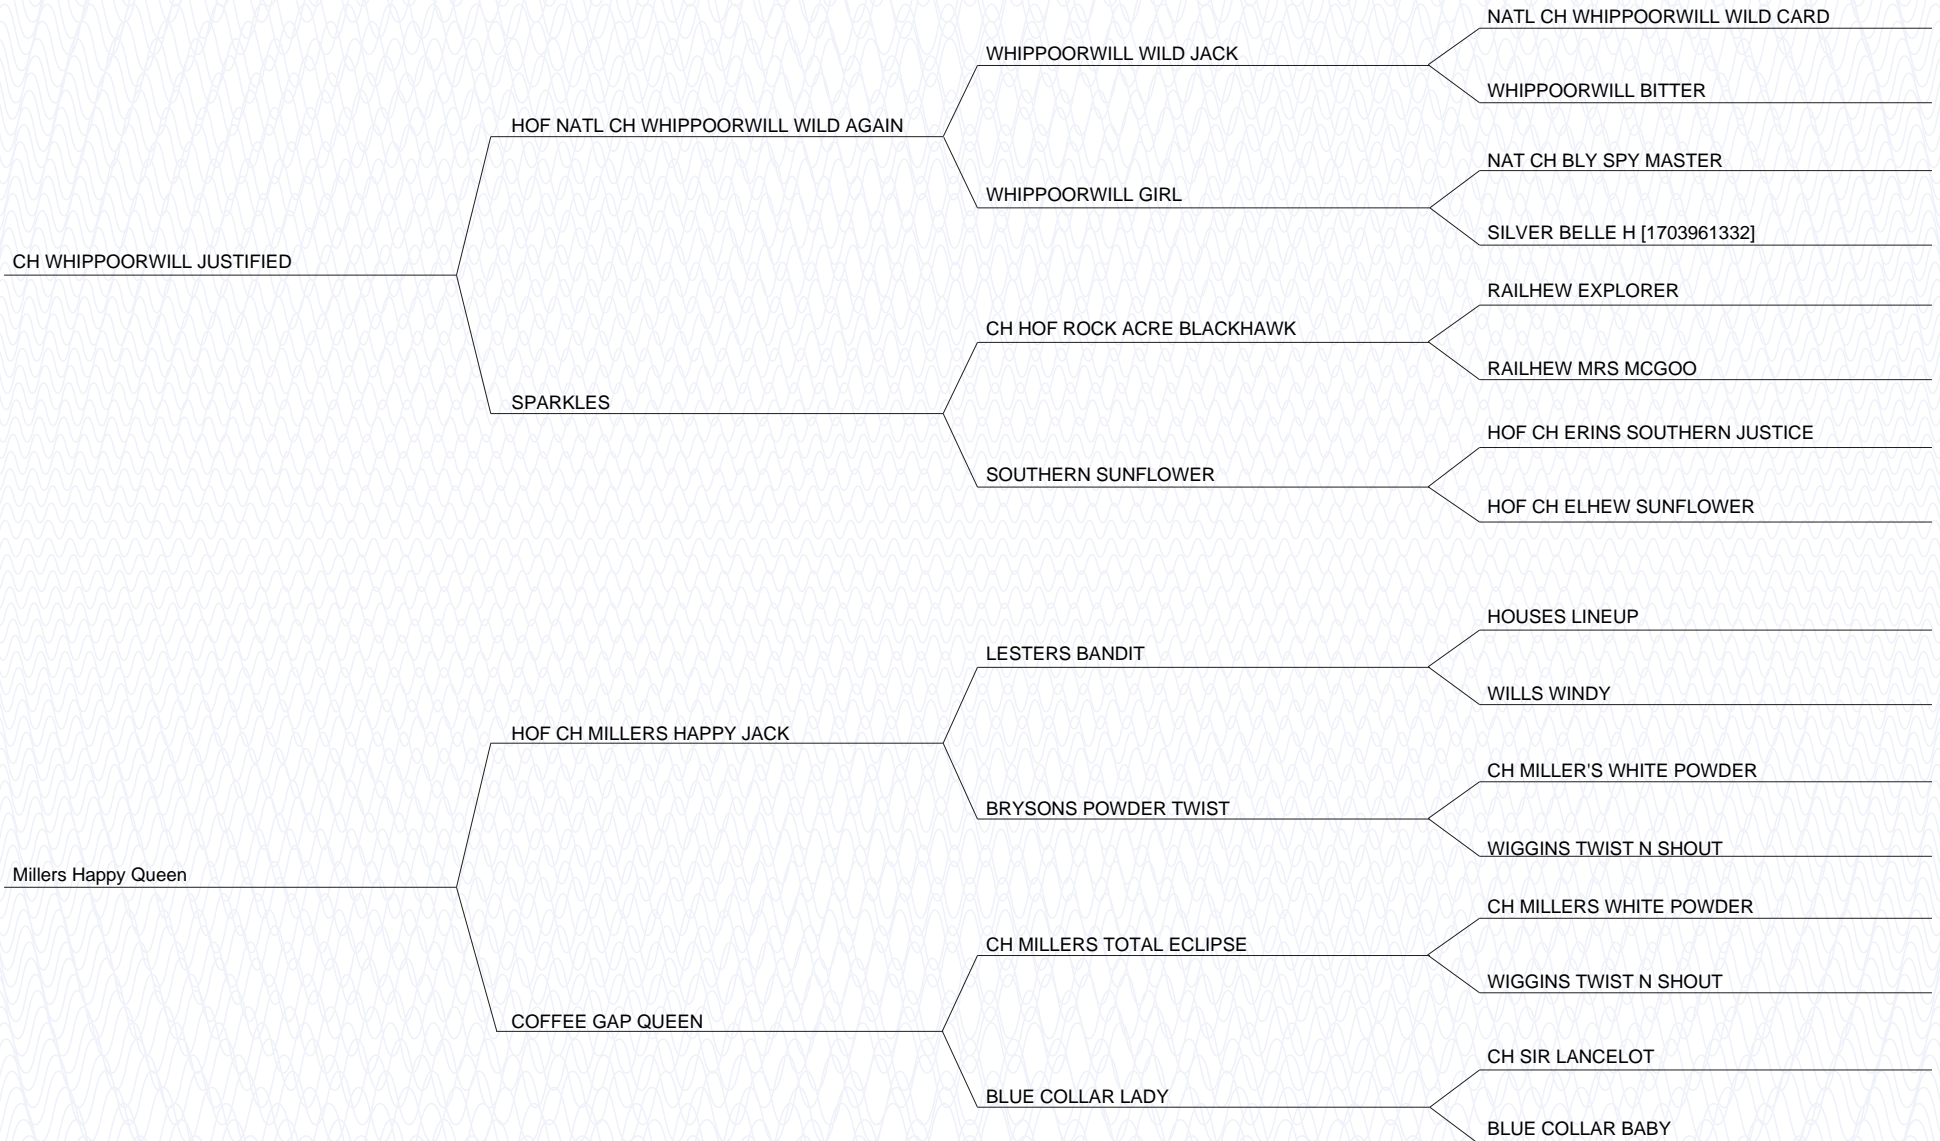 NATL CH WHIPPOORWILL WILD CARD
WHIPPOORWILL WILD JACK
WHIPPOORWILL BITTER
HOF NATL CH WHIPPOORWILL WILD AGAIN
NAT CH BLY SPY MASTER
WHIPPOORWILL GIRL
SILVER BELLE H [1703961332]
CH WHIPPOORWILL JUSTIFIED
RAILHEW EXPLORER
CH HOF ROCK ACRE BLACKHAWK
RAILHEW MRS MCGOO
SPARKLES
HOF CH ERINS SOUTHERN JUSTICE
SOUTHERN SUNFLOWER
HOF CH ELHEW SUNFLOWER
HOUSES LINEUP
LESTERS BANDIT
WILLS WINDY
HOF CH MILLERS HAPPY JACK
CH MILLER'S WHITE POWDER
BRYSONS POWDER TWIST
WIGGINS TWIST N SHOUT
Millers Happy Queen
CH MILLERS WHITE POWDER
CH MILLERS TOTAL ECLIPSE
WIGGINS TWIST N SHOUT
COFFEE GAP QUEEN
CH SIR LANCELOT
BLUE COLLAR LADY
BLUE COLLAR BABY